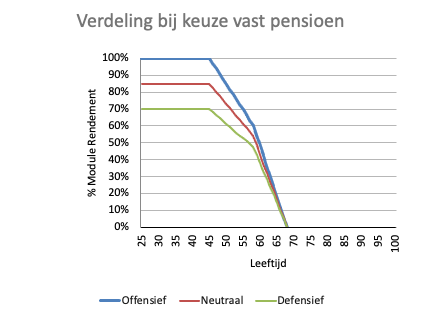 Verdeling bij keuze vast pensioen
100%
90%
80%
70%
60%
50%
40%
30%
20%
10%
0%
% Module Rendement
25 30 35 40 45 50 55 60 65 70 75 80 85 90 95 100
Leeftijd
Offensief Neutraal Defensief